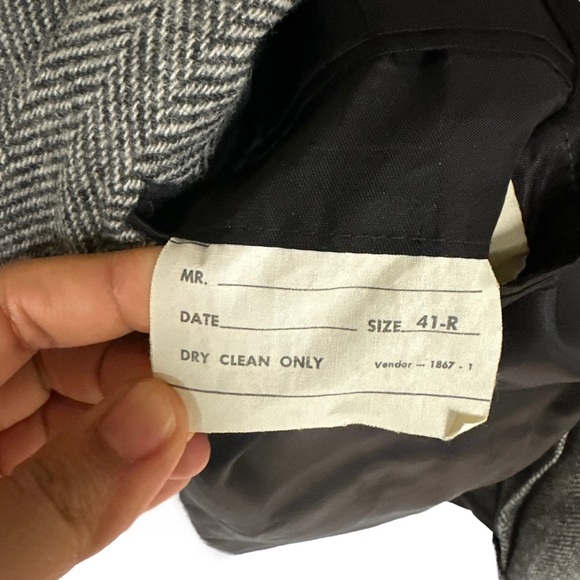 MR.
DATE SIZE 41-R
DRY CLEAN ONLY Vendor — 1867 - 1